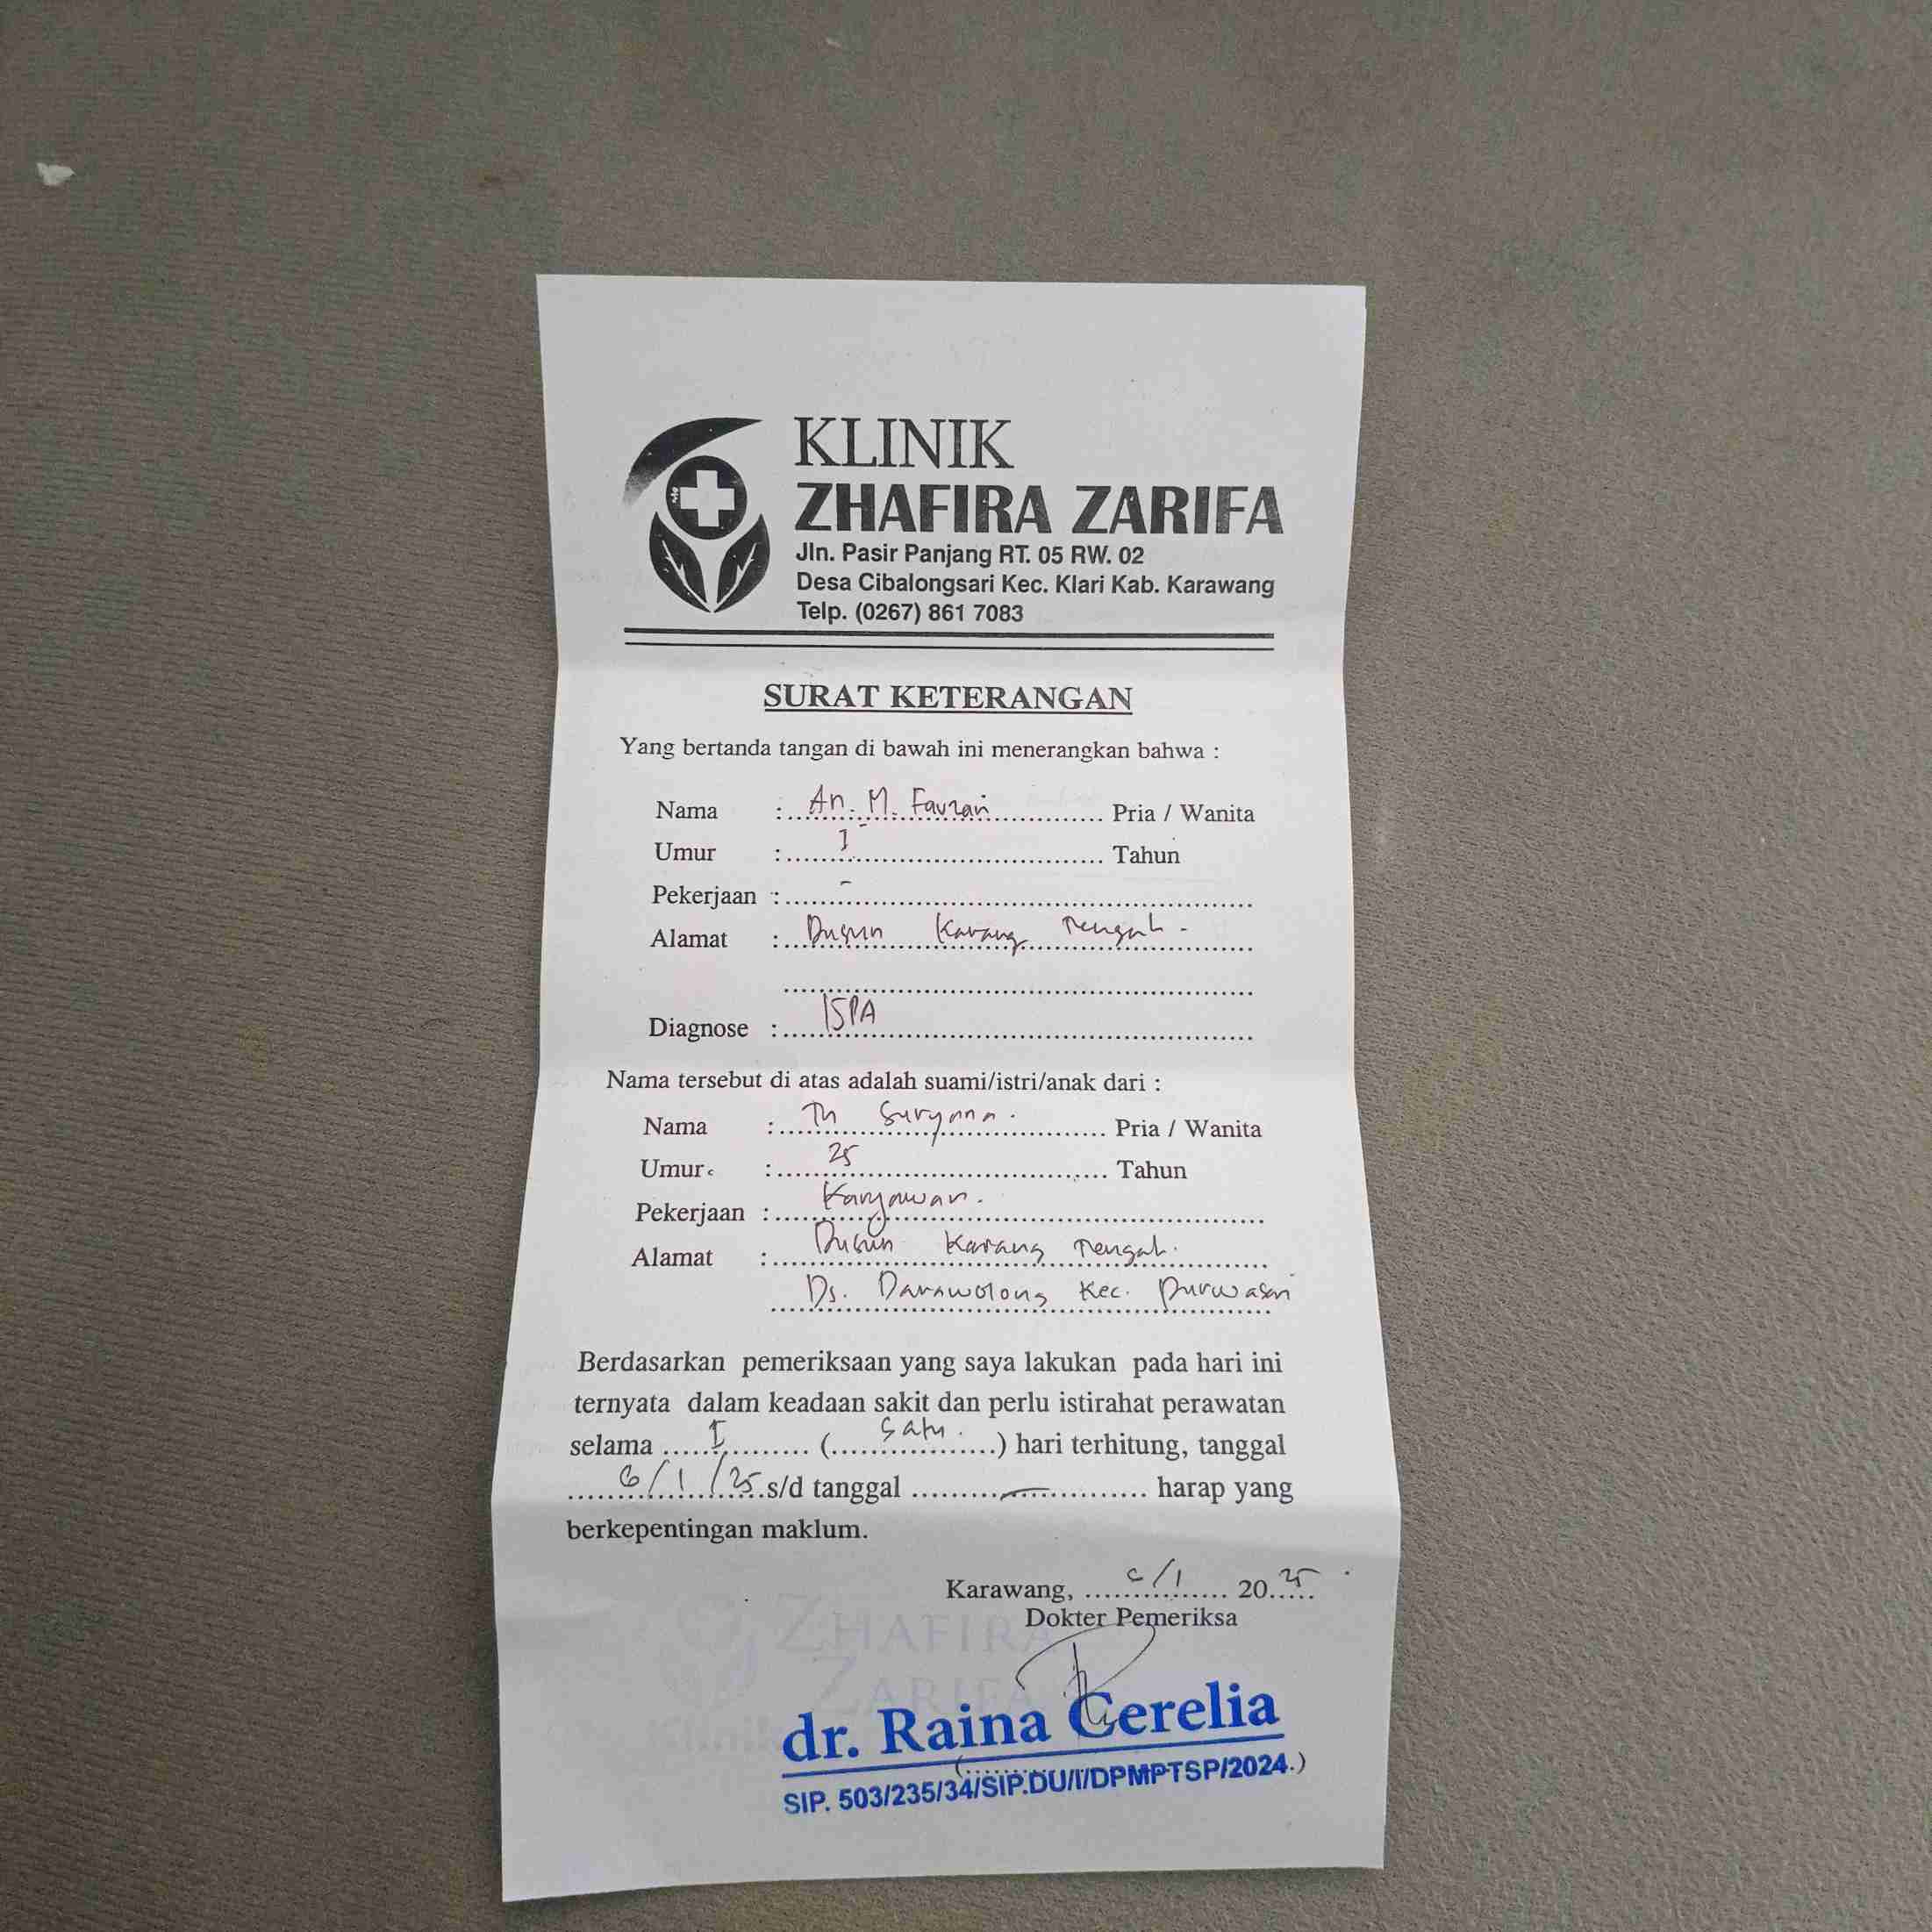 KLINIK
ZHAFIRA ZARIFA
Jln. Pasir Panjang RT. 05 RW. 02
Desa Cibalongsari Kec. Klari Kab. Karawang
Telp. (0267) 861 7083
SURAT KETERANGAN
Yang bertanda tangan di bawah ini menerangkan bahwa :
Nama : An. M. Fauzan Pria / Wanita
Umur : 1 Tahun
Pekerjaan : -
Alamat : Dusun Karang Tengah -
Diagnose : ISPA
Nama tersebut di atas adalah suami/istri/anak dari :
Nama : Tn Suryana. Pria / Wanita
Umur : 25 Tahun
Pekerjaan : Karyawan.
Alamat : Dusun Karang Tengah.
Ds. Darawolong Kec. Purwasari
Berdasarkan pemeriksaan yang saya lakukan pada hari ini
ternyata dalam keadaan sakit dan perlu istirahat perawatan
selama 1 (Satu.) hari terhitung, tanggal
6/1/25 s/d tanggal — harap yang
berkepentingan maklum.
Karawang, 6/1 2025
Dokter Pemeriksa
ZHAFIRA
ZARIFA
Klinik
dr. Raina Cerelia
SIP. 503/235/34/SIP.DU/I/DPMPTSP/2024.